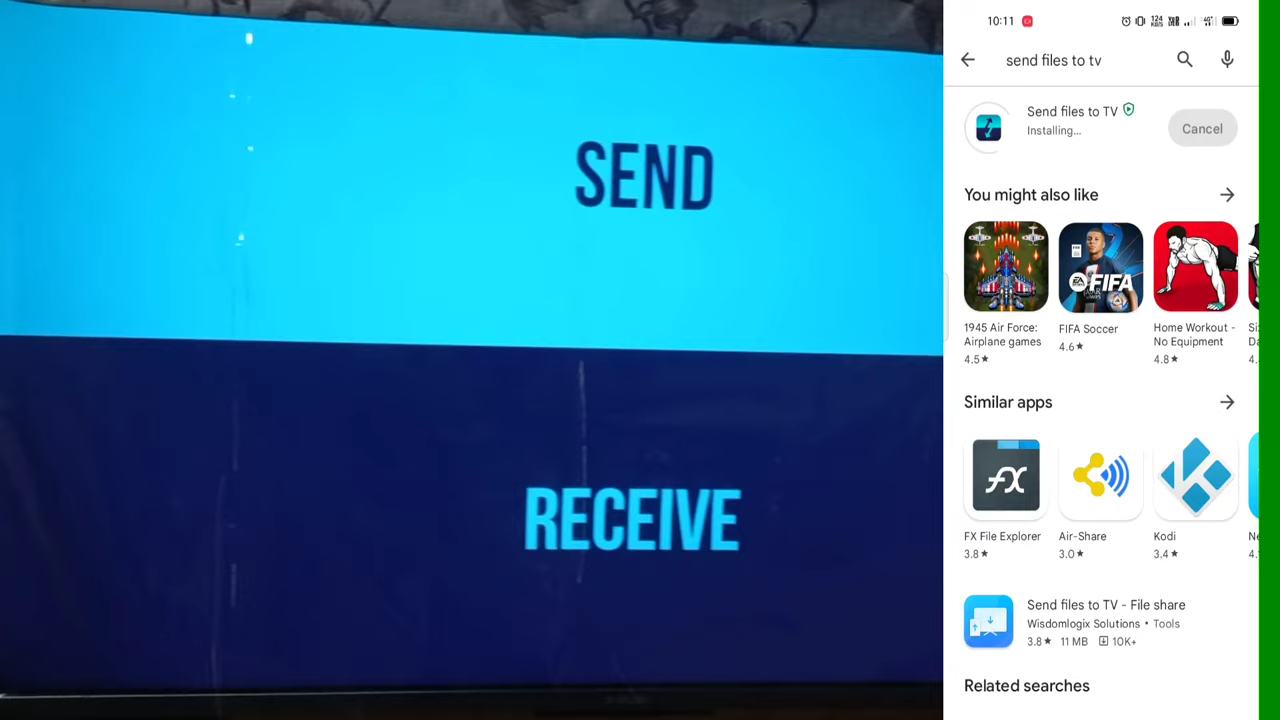 SEND
RECEIVE
10:11
send files to tv
Send files to TV
Installing...
Cancel
You might also like
EA
FIFA
1945 Air Force:
Airplane games
4.5★
FIFA Soccer
4.6★
Home Workout -
No Equipment
4.8★
Similar apps
fx
FX File Explorer
3.8★
Air-Share
3.0★
Kodi
3.4★
Send files to TV - File share
Wisdomlogix Solutions • Tools
3.8★ 11 MB 10K+
Related searches